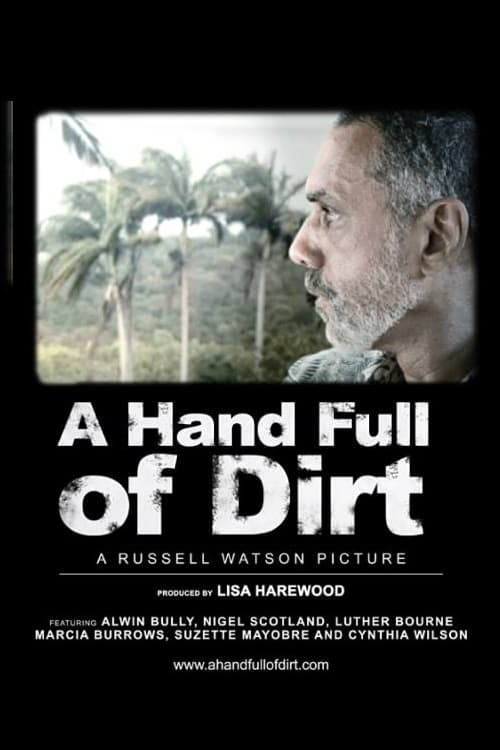 A Hand Full
of Dirt
A RUSSELL WATSON PICTURE
PRODUCED BY LISA HAREWOOD
FEATURING ALWIN BULLY, NIGEL SCOTLAND, LUTHER BOURNE
MARCIA BURROWS, SUZETTE MAYOBRE AND CYNTHIA WILSON
www.ahandfullofdirt.com